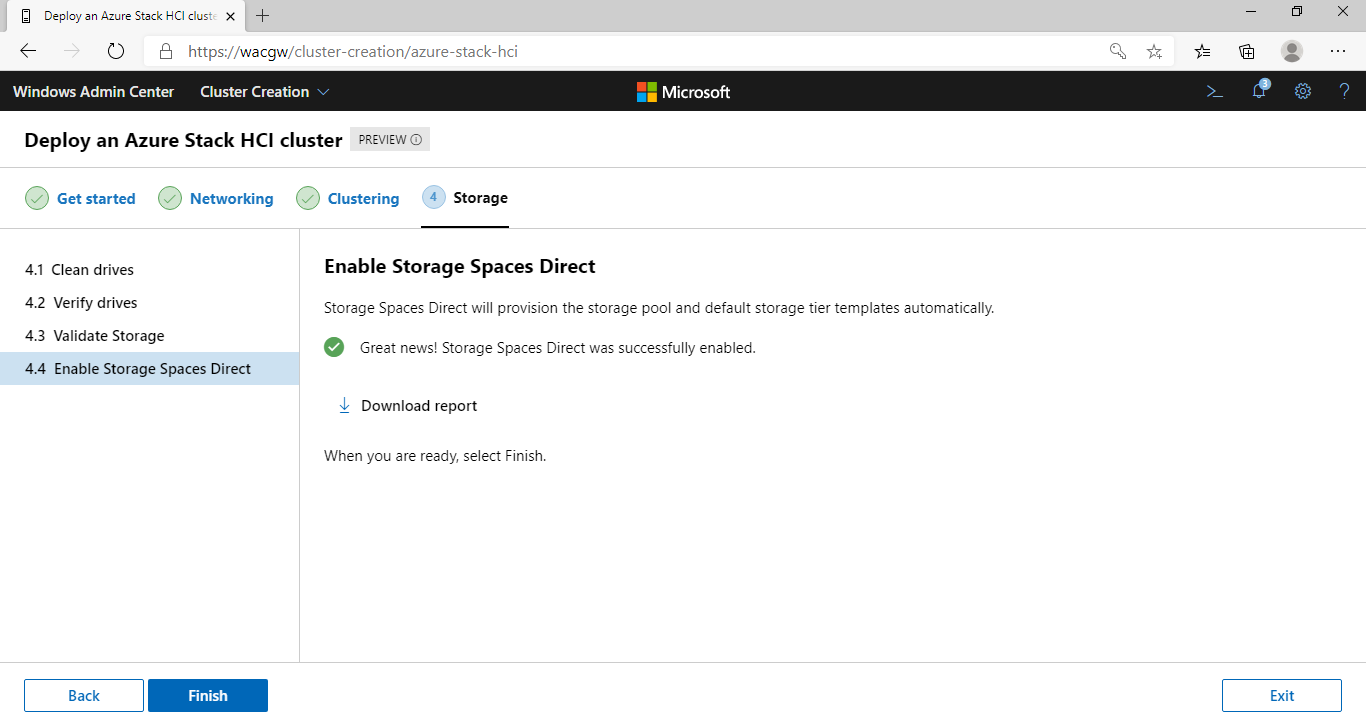 Deploy an Azure Stack HCI cluste
https://wacgw/cluster-creation/azure-stack-hci
Windows Admin Center Cluster Creation Microsoft 3 ?
Deploy an Azure Stack HCI cluster PREVIEW
Get started Networking Clustering 4 Storage
4.1 Clean drives
4.2 Verify drives
4.3 Validate Storage
4.4 Enable Storage Spaces Direct
Enable Storage Spaces Direct
Storage Spaces Direct will provision the storage pool and default storage tier templates automatically.
Great news! Storage Spaces Direct was successfully enabled.
Download report
When you are ready, select Finish.
Back Finish Exit